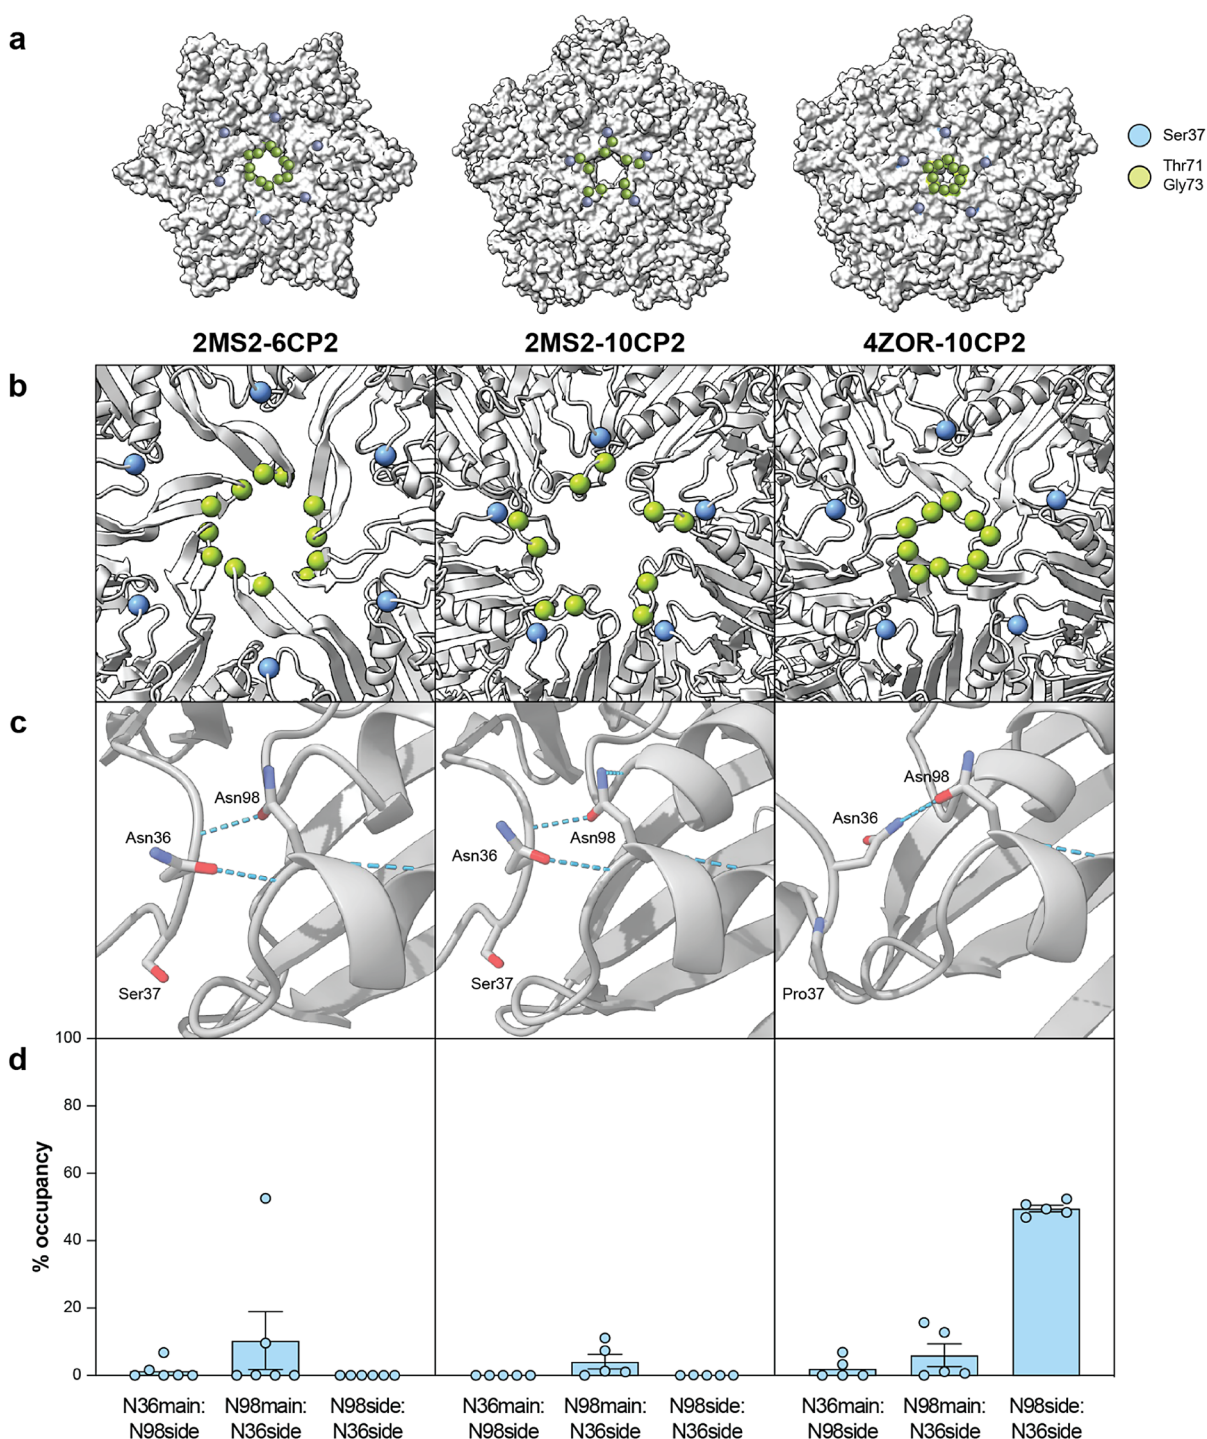 a
Ser37
Thr71
Gly73
2MS2-6CP2
2MS2-10CP2
4ZOR-10CP2
b
c
Asn98
Asn36
Ser37
Asn98
Asn36
Ser37
Asn98
Asn36
Pro37
d
% occupancy
100
80
60
40
20
0
N36main:
N98side
N98main:
N36side
N98side:
N36side
N36main:
N98side
N98main:
N36side
N98side:
N36side
N36main:
N98side
N98main:
N36side
N98side:
N36side